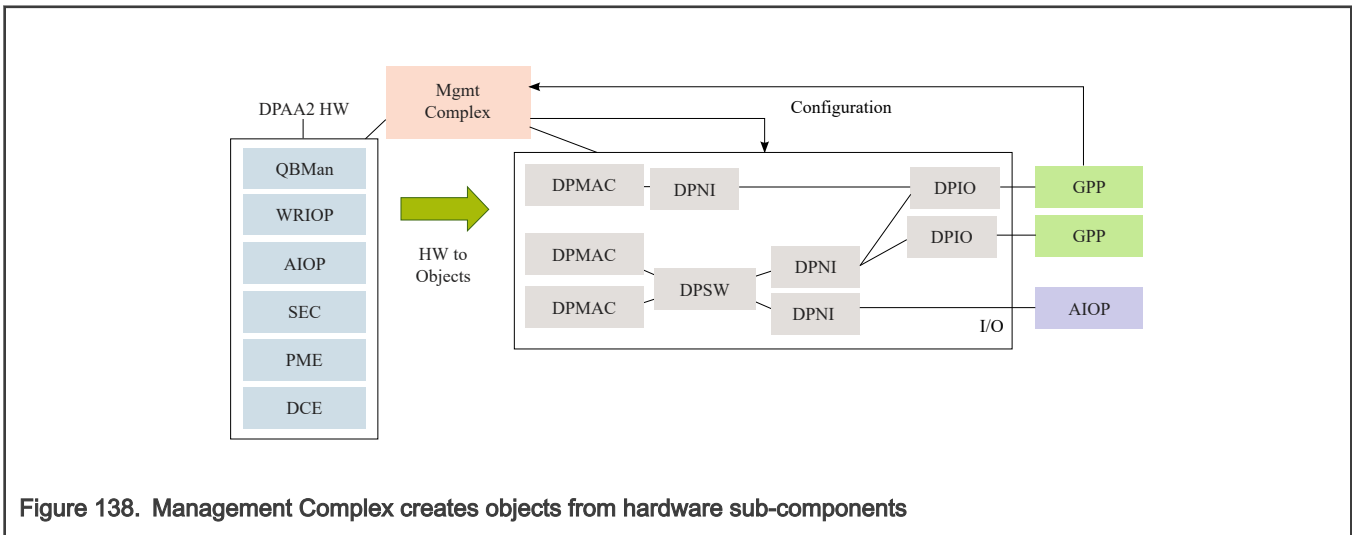 Mgmt
Complex
DPAA2 HW
Configuration
QBMan
WRIOP
AIOP
SEC
PME
DCE
HW to
Objects
DPMAC
DPNI
DPIO
GPP
DPIO
GPP
DPMAC
DPNI
DPSW
DPMAC
DPNI
AIOP
I/O
Figure 138. Management Complex creates objects from hardware sub-components